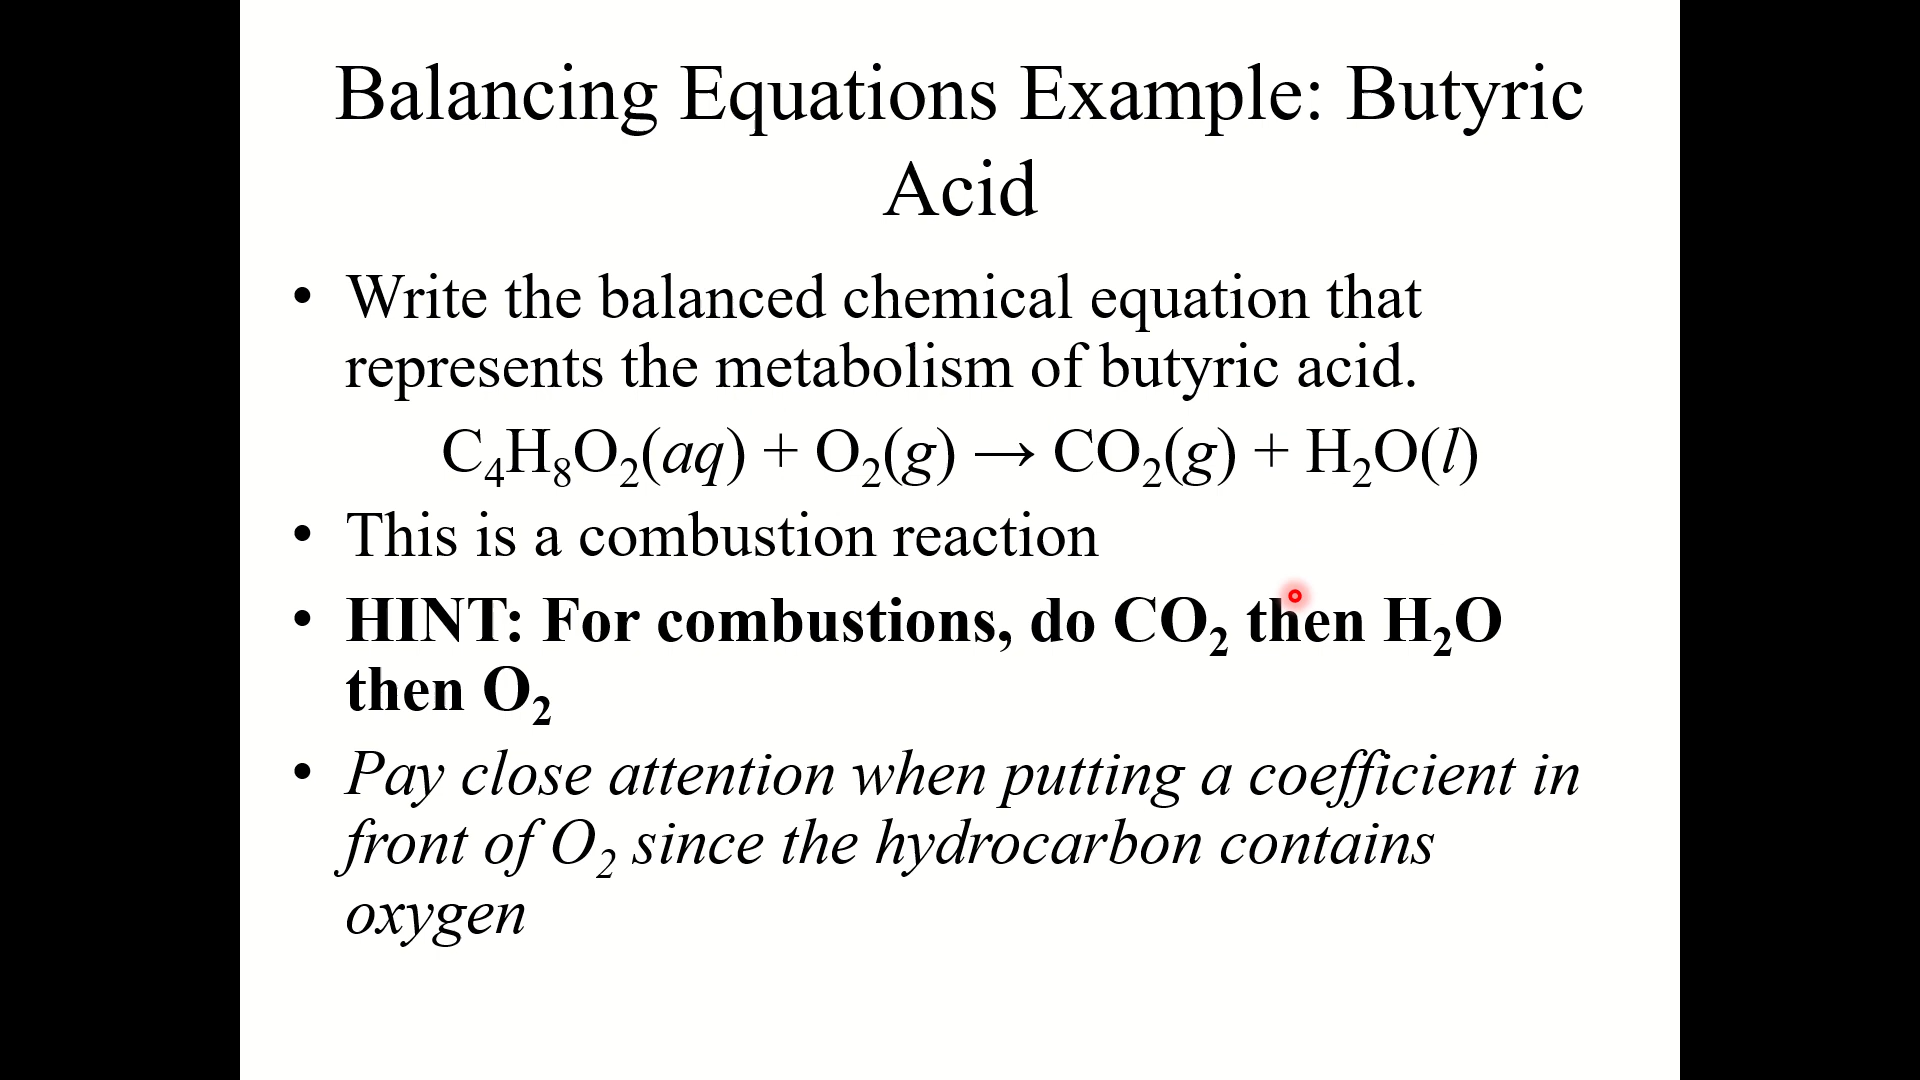 Balancing Equations Example: Butyric
Acid
• Write the balanced chemical equation that
represents the metabolism of butyric acid.
C₄H₈O₂(aq) + O₂(g) → CO₂(g) + H₂O(l)
• This is a combustion reaction
• HINT: For combustions, do CO₂ then H₂O
then O₂
• Pay close attention when putting a coefficient in
front of O₂ since the hydrocarbon contains
oxygen